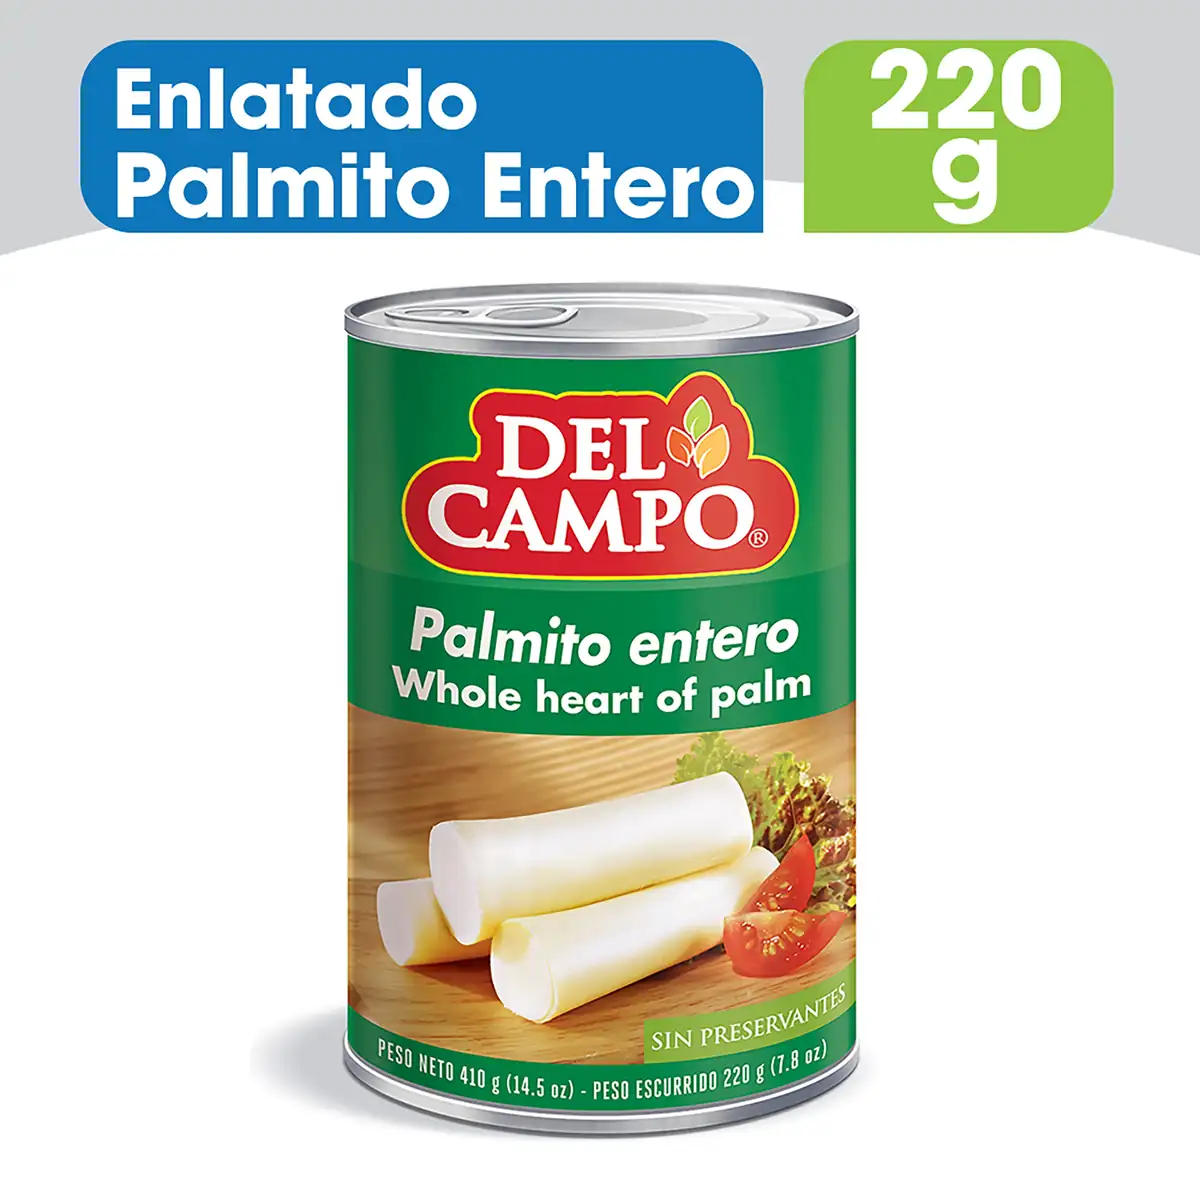 Enlatado
Palmito Entero
220
g
DEL
CAMPO®
Palmito entero
Whole heart of palm
SIN PRESERVANTES
PESO NETO 410 g (14.5 oz) - PESO ESCURRIDO 220 g (7.8 oz)